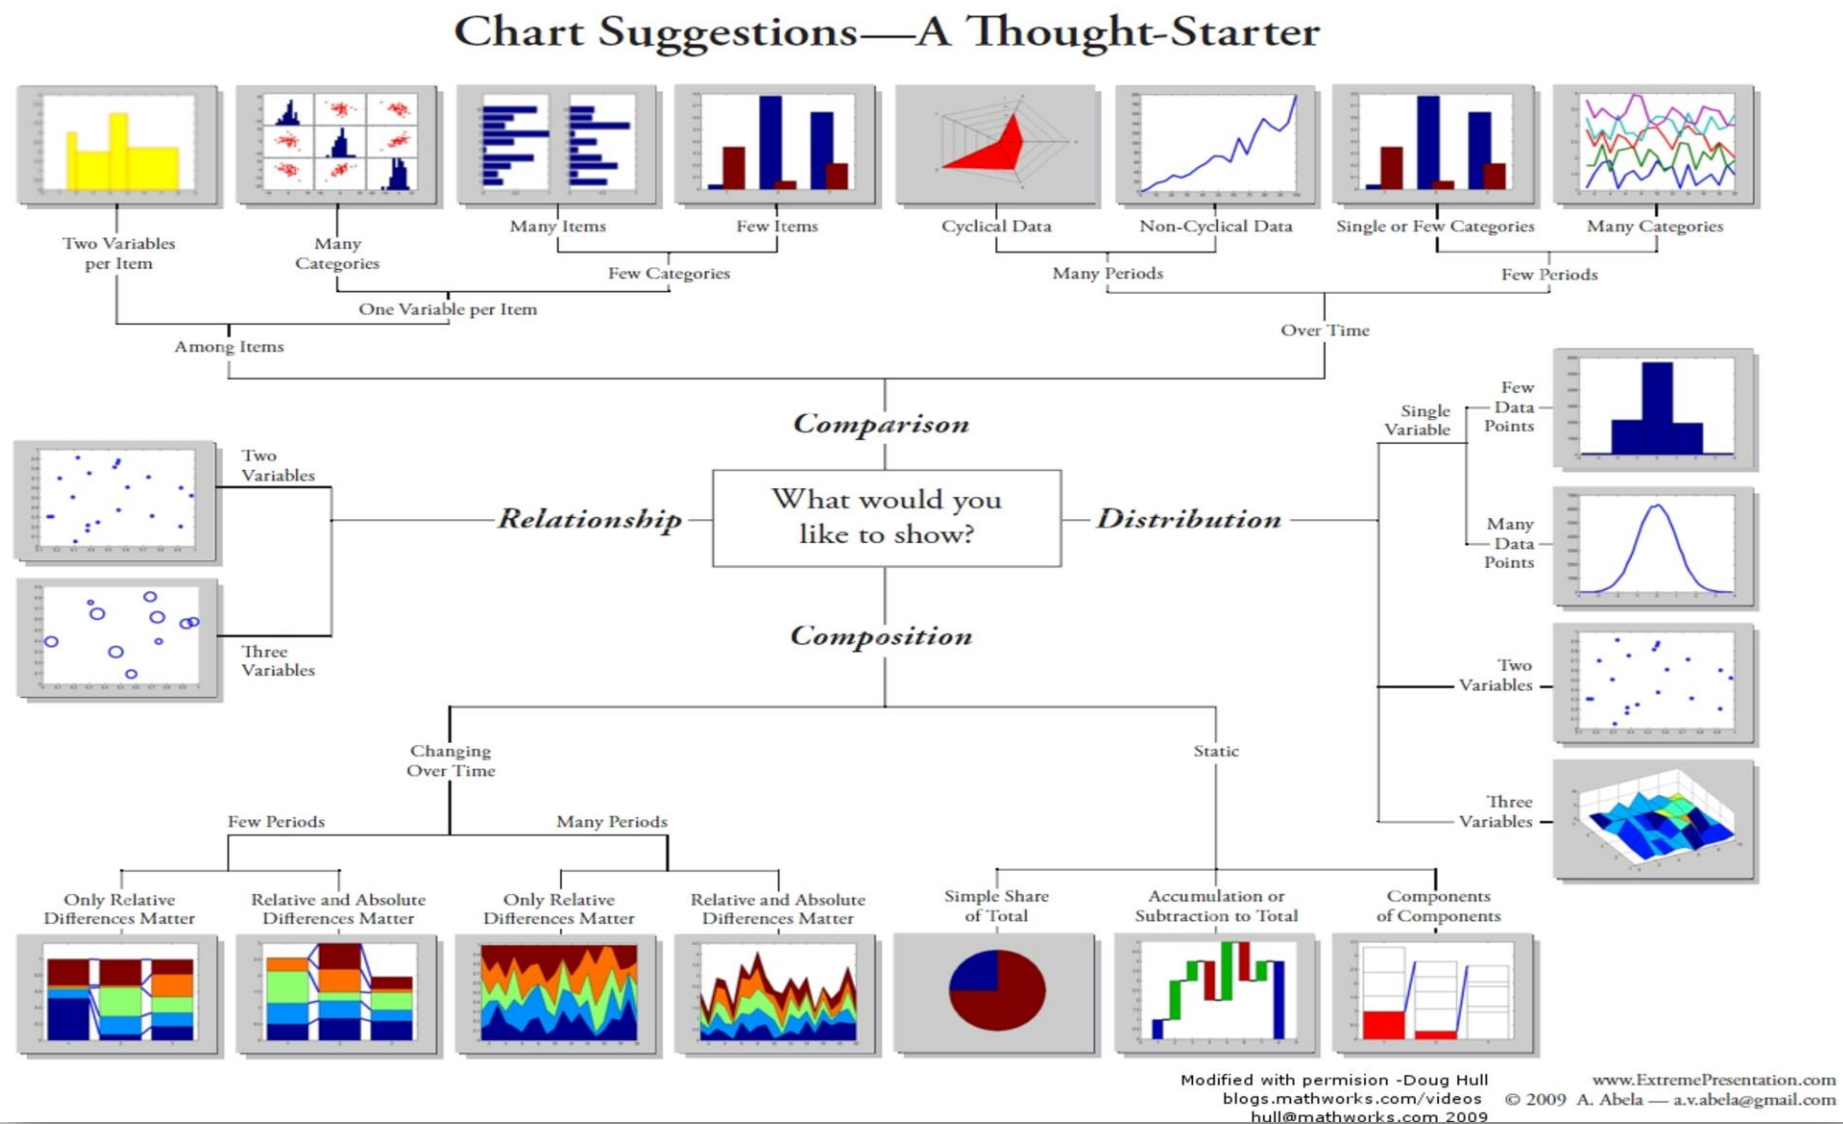 Chart Suggestions—A Thought-Starter
Two Variables
per Item
Many
Categories
Many Items
Few Items
Cyclical Data
Non-Cyclical Data
Single or Few Categories
Many Categories
Few Categories
Many Periods
Few Periods
One Variable per Item
Among Items
Over Time
Comparison
What would you
like to show?
Relationship
Two
Variables
Three
Variables
Distribution
Single
Variable
Few
Data
Points
Many
Data
Points
Two
Variables
Three
Variables
Composition
Changing
Over Time
Static
Few Periods
Many Periods
Only Relative
Differences Matter
Relative and Absolute
Differences Matter
Only Relative
Differences Matter
Relative and Absolute
Differences Matter
Simple Share
of Total
Accumulation or
Subtraction to Total
Components
of Components
Modified with permision -Doug Hull
blogs.mathworks.com/videos
hull@mathworks.com 2009
www.ExtremePresentation.com
© 2009 A. Abela — a.v.abela@gmail.com